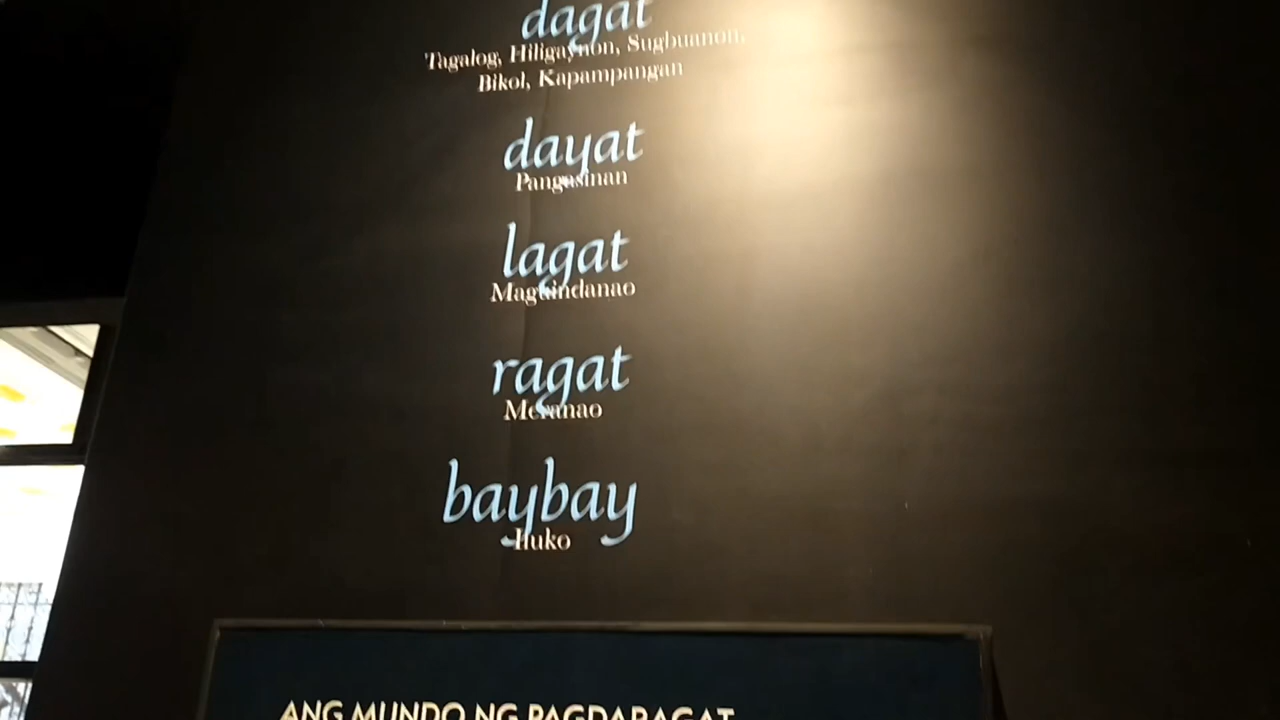 dagat
Tagalog, Hiligaynon, Sugbuanon,
Bikol, Kapampangan
dayat
Pangasinan
lagat
Maguindanao
ragat
Meranao
baybay
Iluko
ANG MUNDO NG PAGDARAGAT